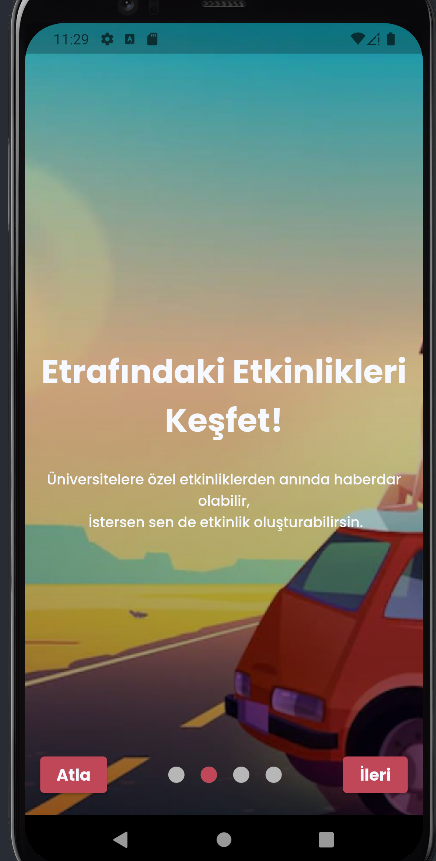 11:29
Etrafındaki Etkinlikleri
Keşfet!
Üniversitelere özel etkinliklerden anında haberdar
olabilir,
İstersen sen de etkinlik oluşturabilirsin.
Atla
İleri